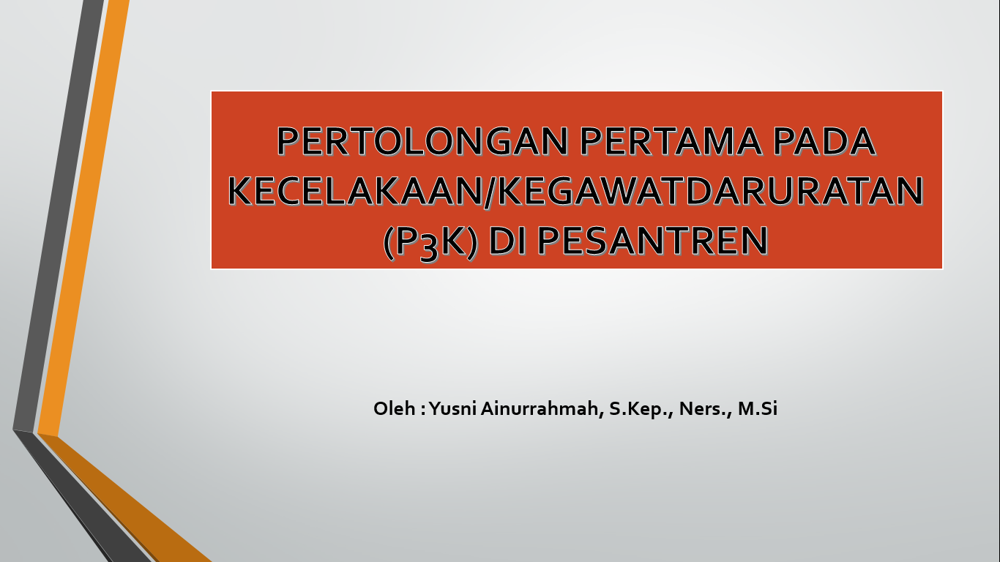 PERTOLONGAN PERTAMA PADA
KECELAKAAN/KEGAWATDARURATAN
(P3K) DI PESANTREN
Oleh : Yusni Ainurrahmah, S.Kep., Ners., M.Si